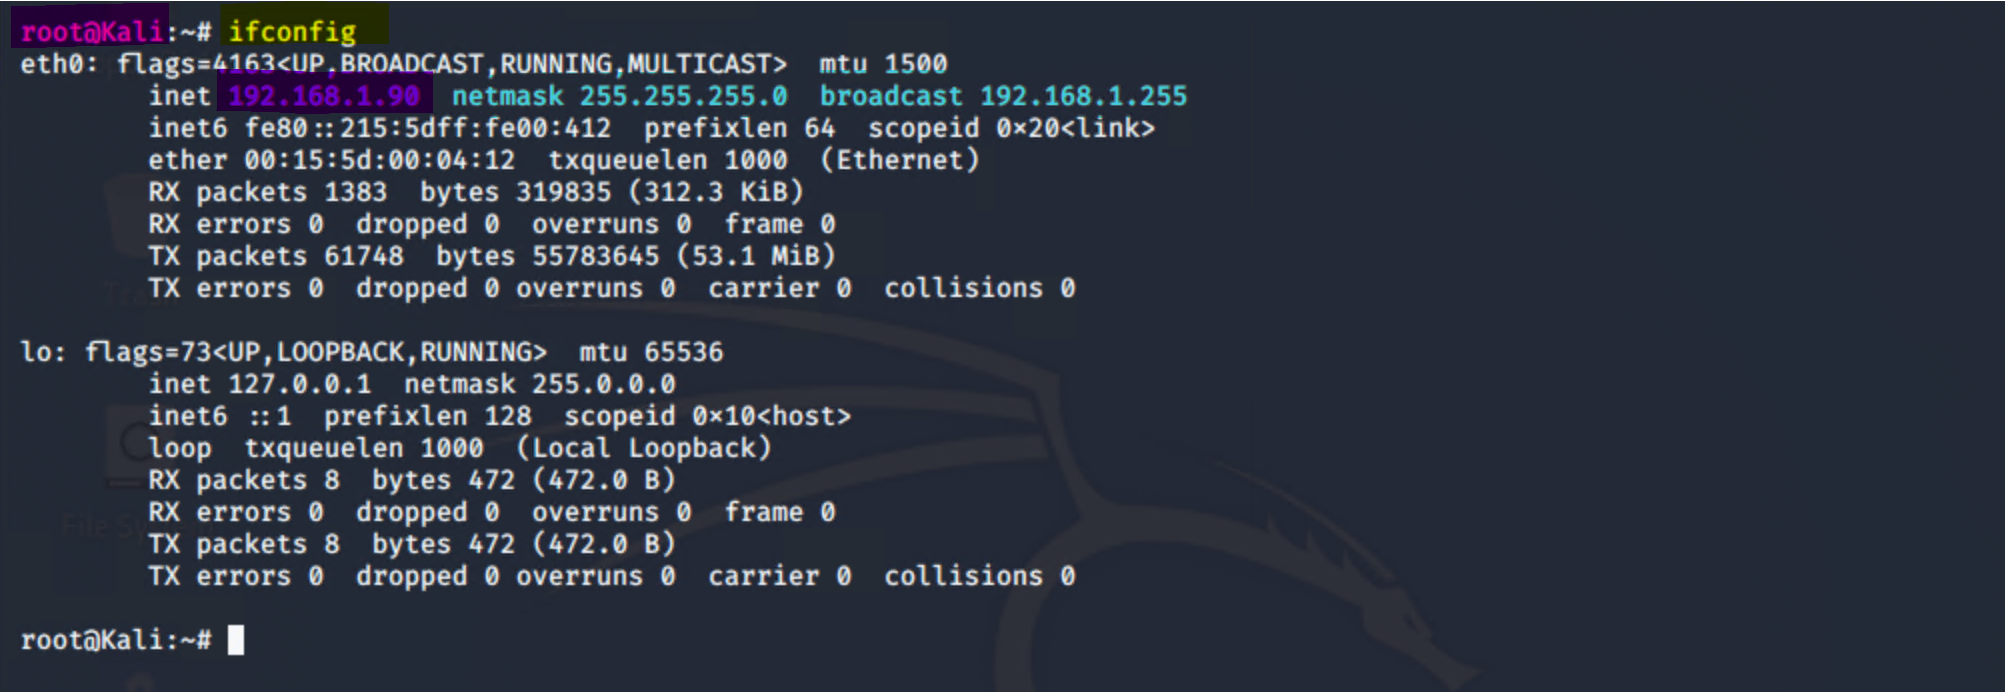 root@Kali:~# ifconfig
eth0: flags=4163<UP,BROADCAST,RUNNING,MULTICAST>  mtu 1500
        inet 192.168.1.90  netmask 255.255.255.0  broadcast 192.168.1.255
        inet6 fe80::215:5dff:fe00:412  prefixlen 64  scopeid 0×20<link>
        ether 00:15:5d:00:04:12  txqueuelen 1000  (Ethernet)
        RX packets 1383  bytes 319835 (312.3 KiB)
        RX errors 0  dropped 0  overruns 0  frame 0
        TX packets 61748  bytes 55783645 (53.1 MiB)
        TX errors 0  dropped 0 overruns 0  carrier 0  collisions 0
lo: flags=73<UP,LOOPBACK,RUNNING>  mtu 65536
        inet 127.0.0.1  netmask 255.0.0.0
        inet6 ::1  prefixlen 128  scopeid 0×10<host>
        loop  txqueuelen 1000  (Local Loopback)
        RX packets 8  bytes 472 (472.0 B)
        RX errors 0  dropped 0  overruns 0  frame 0
        TX packets 8  bytes 472 (472.0 B)
        TX errors 0  dropped 0 overruns 0  carrier 0  collisions 0
root@Kali:~#